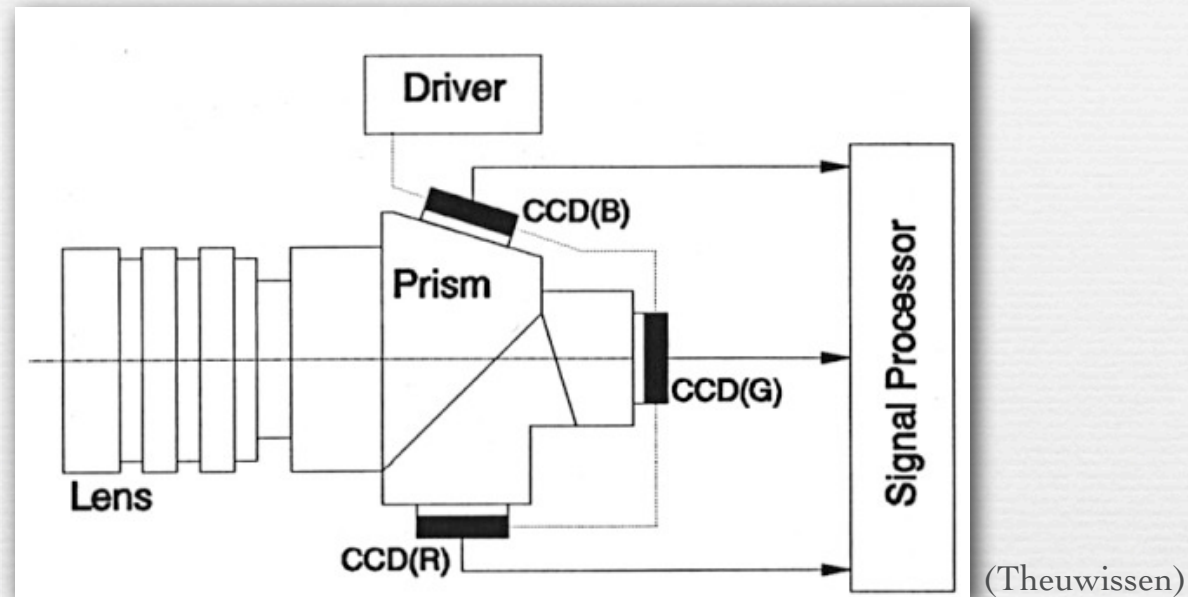 Driver
CCD(B)
Prism
CCD(G)
Signal Processor
Lens
CCD(R)
(Theuwissen)